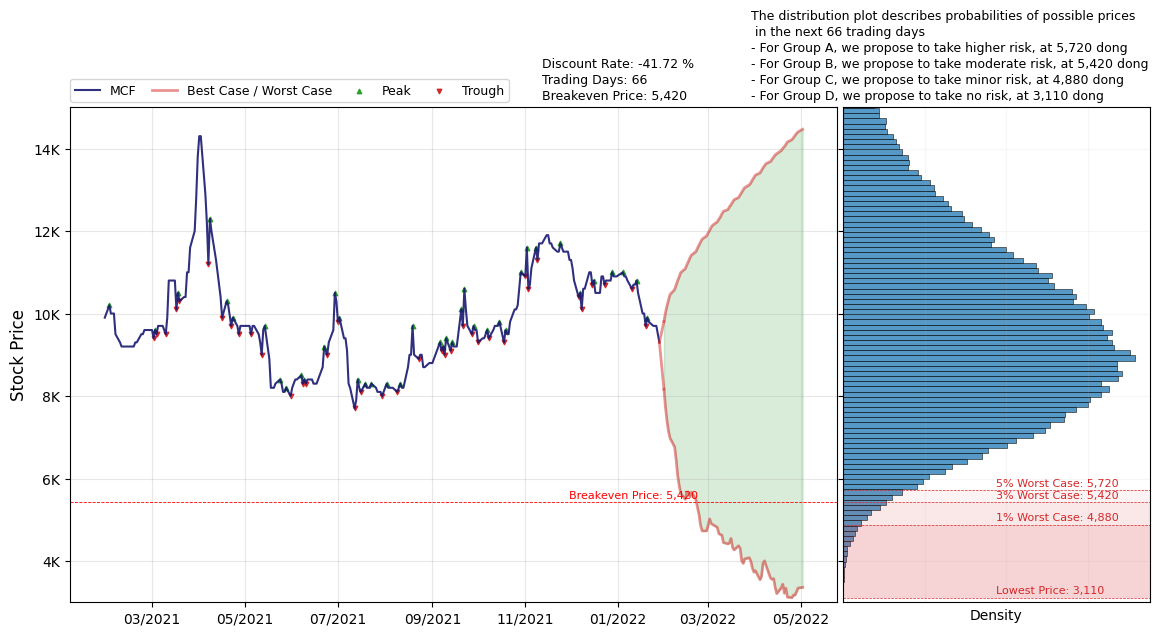 The distribution plot describes probabilities of possible prices
in the next 66 trading days
- For Group A, we propose to take higher risk, at 5,720 dong
- For Group B, we propose to take moderate risk, at 5,420 dong
- For Group C, we propose to take minor risk, at 4,880 dong
- For Group D, we propose to take no risk, at 3,110 dong
Discount Rate: -41.72 %
Trading Days: 66
Breakeven Price: 5,420
MCF
Best Case / Worst Case
Peak
Trough
Stock Price
14K
12K
10K
8K
6K
4K
Breakeven Price: 5,420
5% Worst Case: 5,720
3% Worst Case: 5,420
1% Worst Case: 4,880
Lowest Price: 3,110
03/2021
05/2021
07/2021
09/2021
11/2021
01/2022
03/2022
05/2022
Density